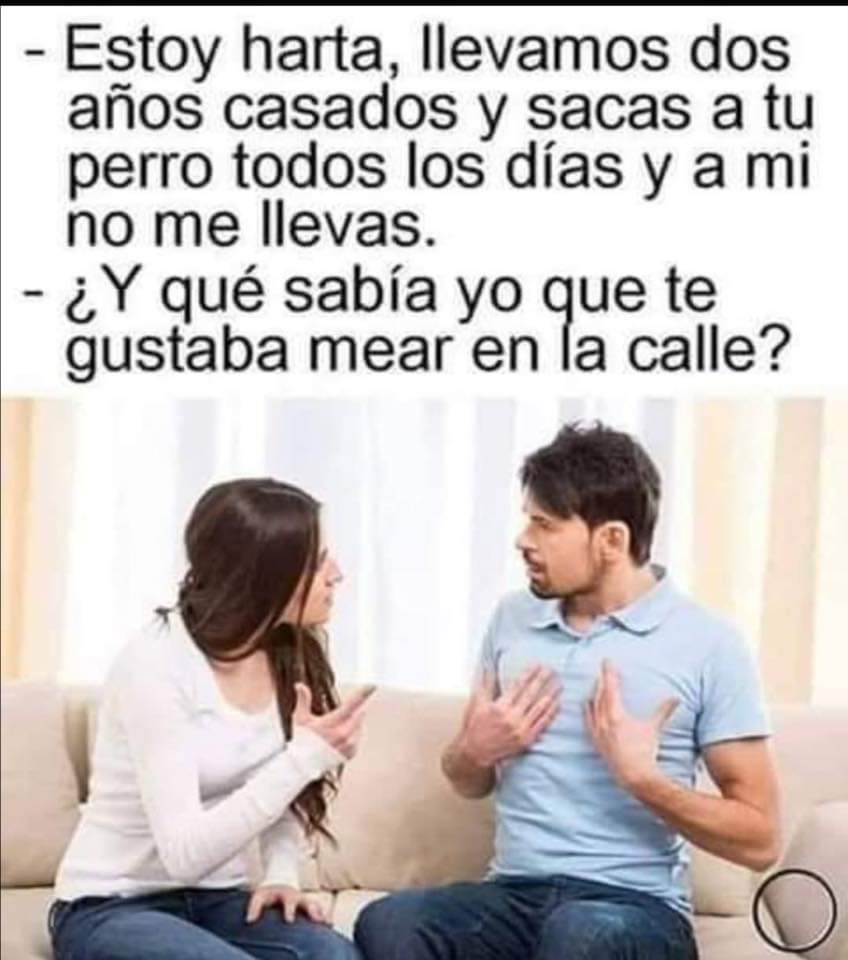 - Estoy harta, llevamos dos
años casados y sacas a tu
perro todos los días y a mi
no me llevas.
- ¿Y qué sabía yo que te
gustaba mear en la calle?